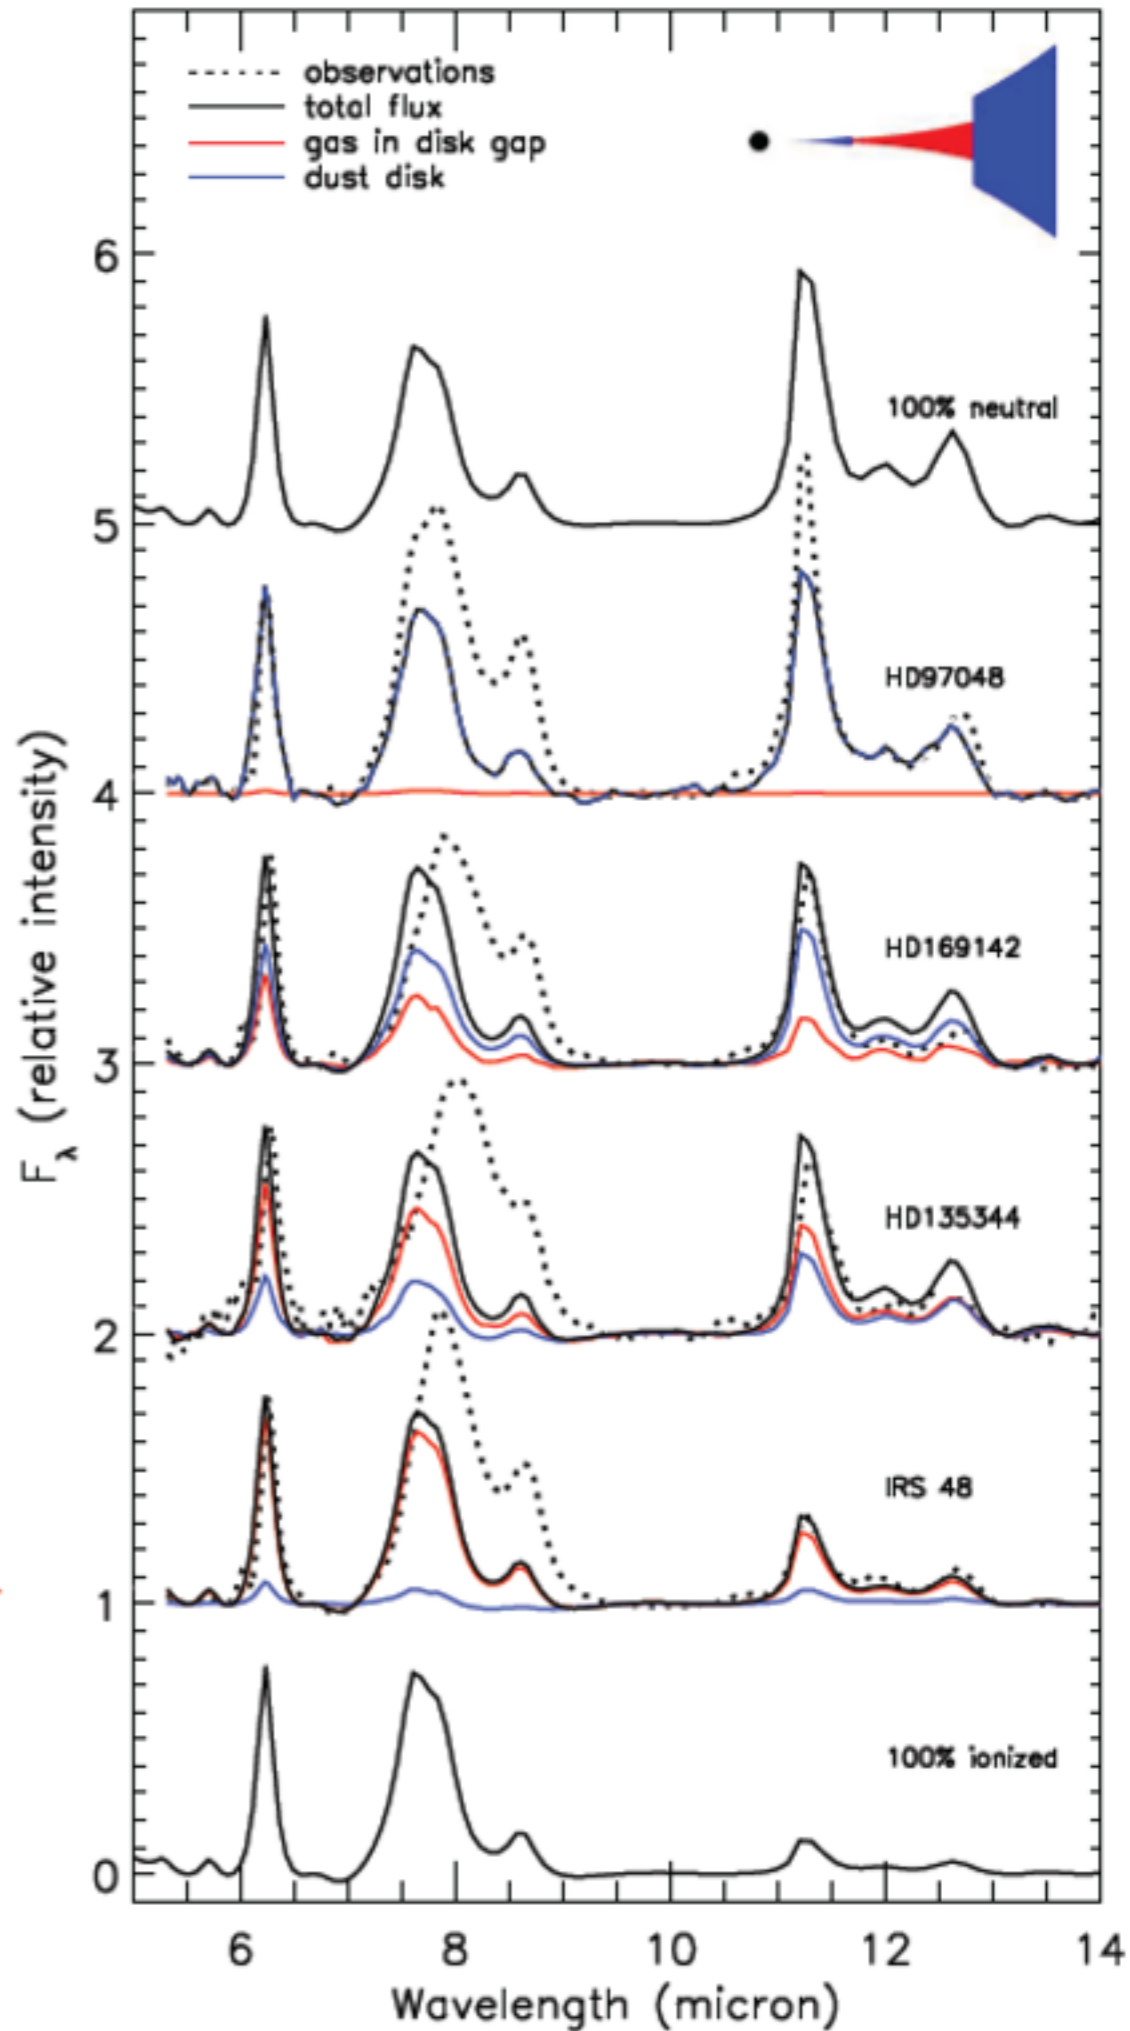 observations
total flux
gas in disk gap
dust disk
6
100% neutral
5
HD97048
4
HD169142
3
HD135344
2
IRS 48
1
100% ionized
0
F_λ (relative intensity)
6 8 10 12 14
Wavelength (micron)